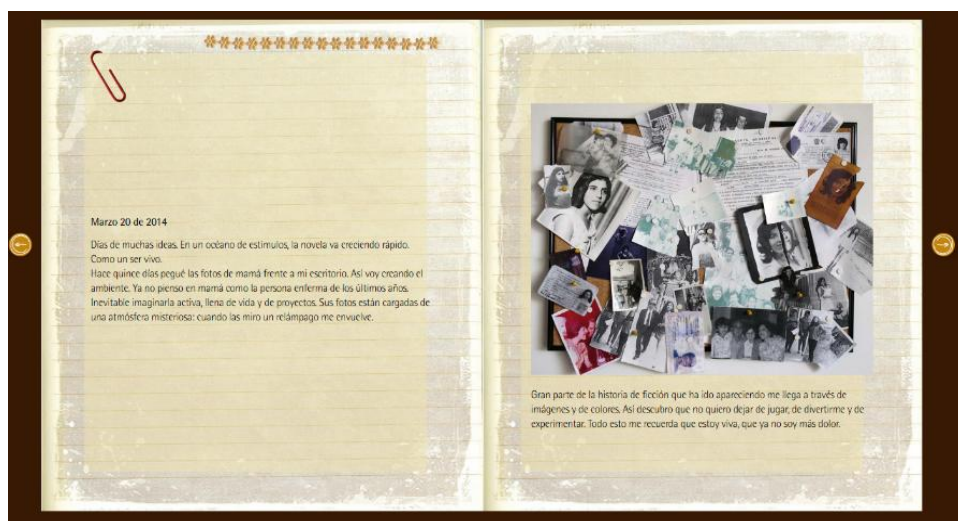 Marzo 20 de 2014
Días de muchas ideas. En un océano de estímulos, la novela va creciendo rápido.
Como un ser vivo.
Hace quince días pegué las fotos de mamá frente a mi escritorio. Así voy creando el
ambiente. Ya no pienso en mamá como la persona enferma de los últimos años.
Inevitable imaginarla activa, llena de vida y de proyectos. Sus fotos están cargadas de
una atmósfera misteriosa: cuando las miro un relámpago me envuelve.
Gran parte de la historia de ficción que ha ido apareciendo me llega a través de
imágenes y de colores. Así descubro que no quiero dejar de jugar, de divertirme y de
experimentar. Todo esto me recuerda que estoy viva, que ya no soy más dolor.